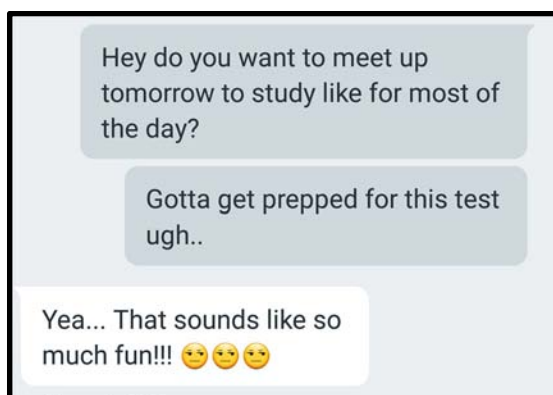 Hey do you want to meet up
tomorrow to study like for most of
the day?
Gotta get prepped for this test
ugh..
Yea... That sounds like so
much fun!!! 😒😒😒